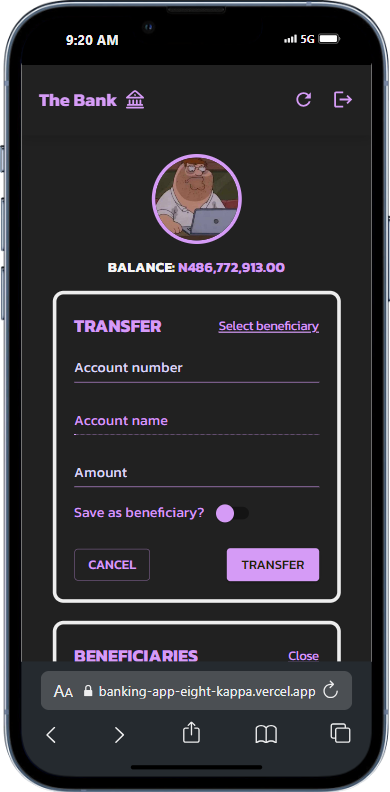 9:20 AM 5G
The Bank
BALANCE: N486,772,913.00
TRANSFER Select beneficiary
Account number
Account name
Amount
Save as beneficiary?
CANCEL TRANSFER
BENEFICIARIES Close
AA banking-app-eight-kappa.vercel.app